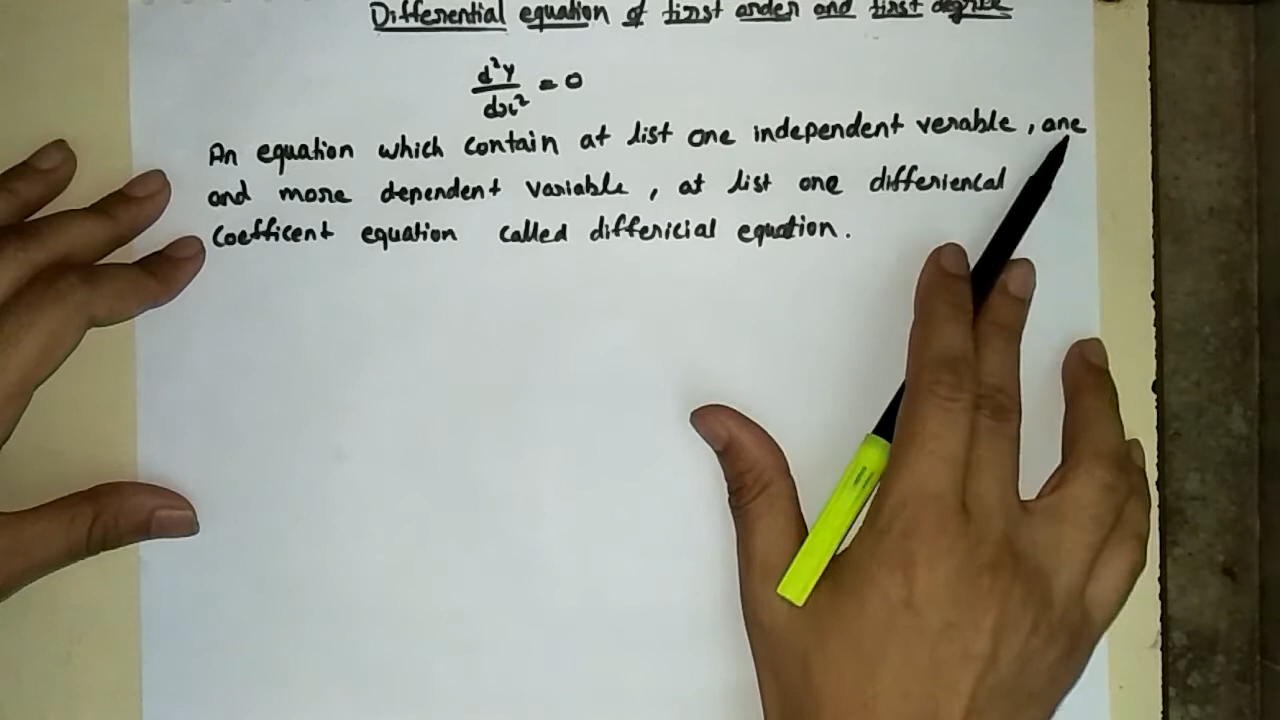 Differential equation of first order and first degree
d²y/dx² = 0
An equation which contain at list one independent verable, one
and more dependent variable, at list one differiencal
Coefficent equation called differicial equation.